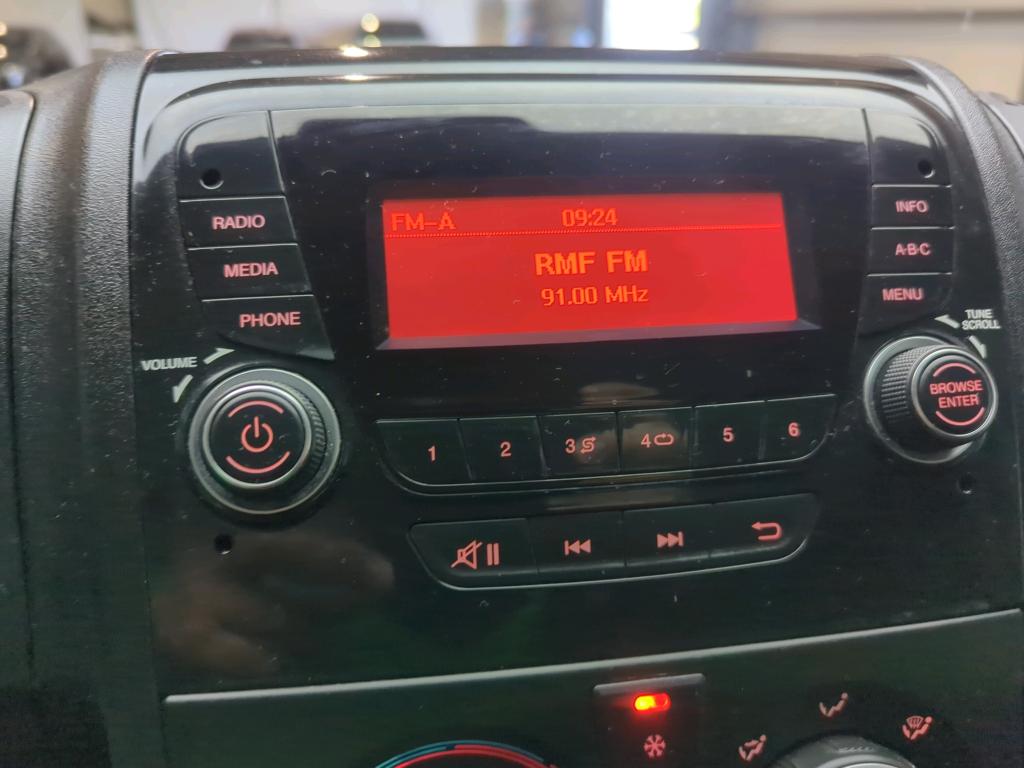 RADIO
MEDIA
PHONE
VOLUME
FM-A 09:24
RMF FM
91.00 MHz
INFO
A·B·C
MENU
TUNE
SCROLL
BROWSE
ENTER
1 2 3 4 5 6